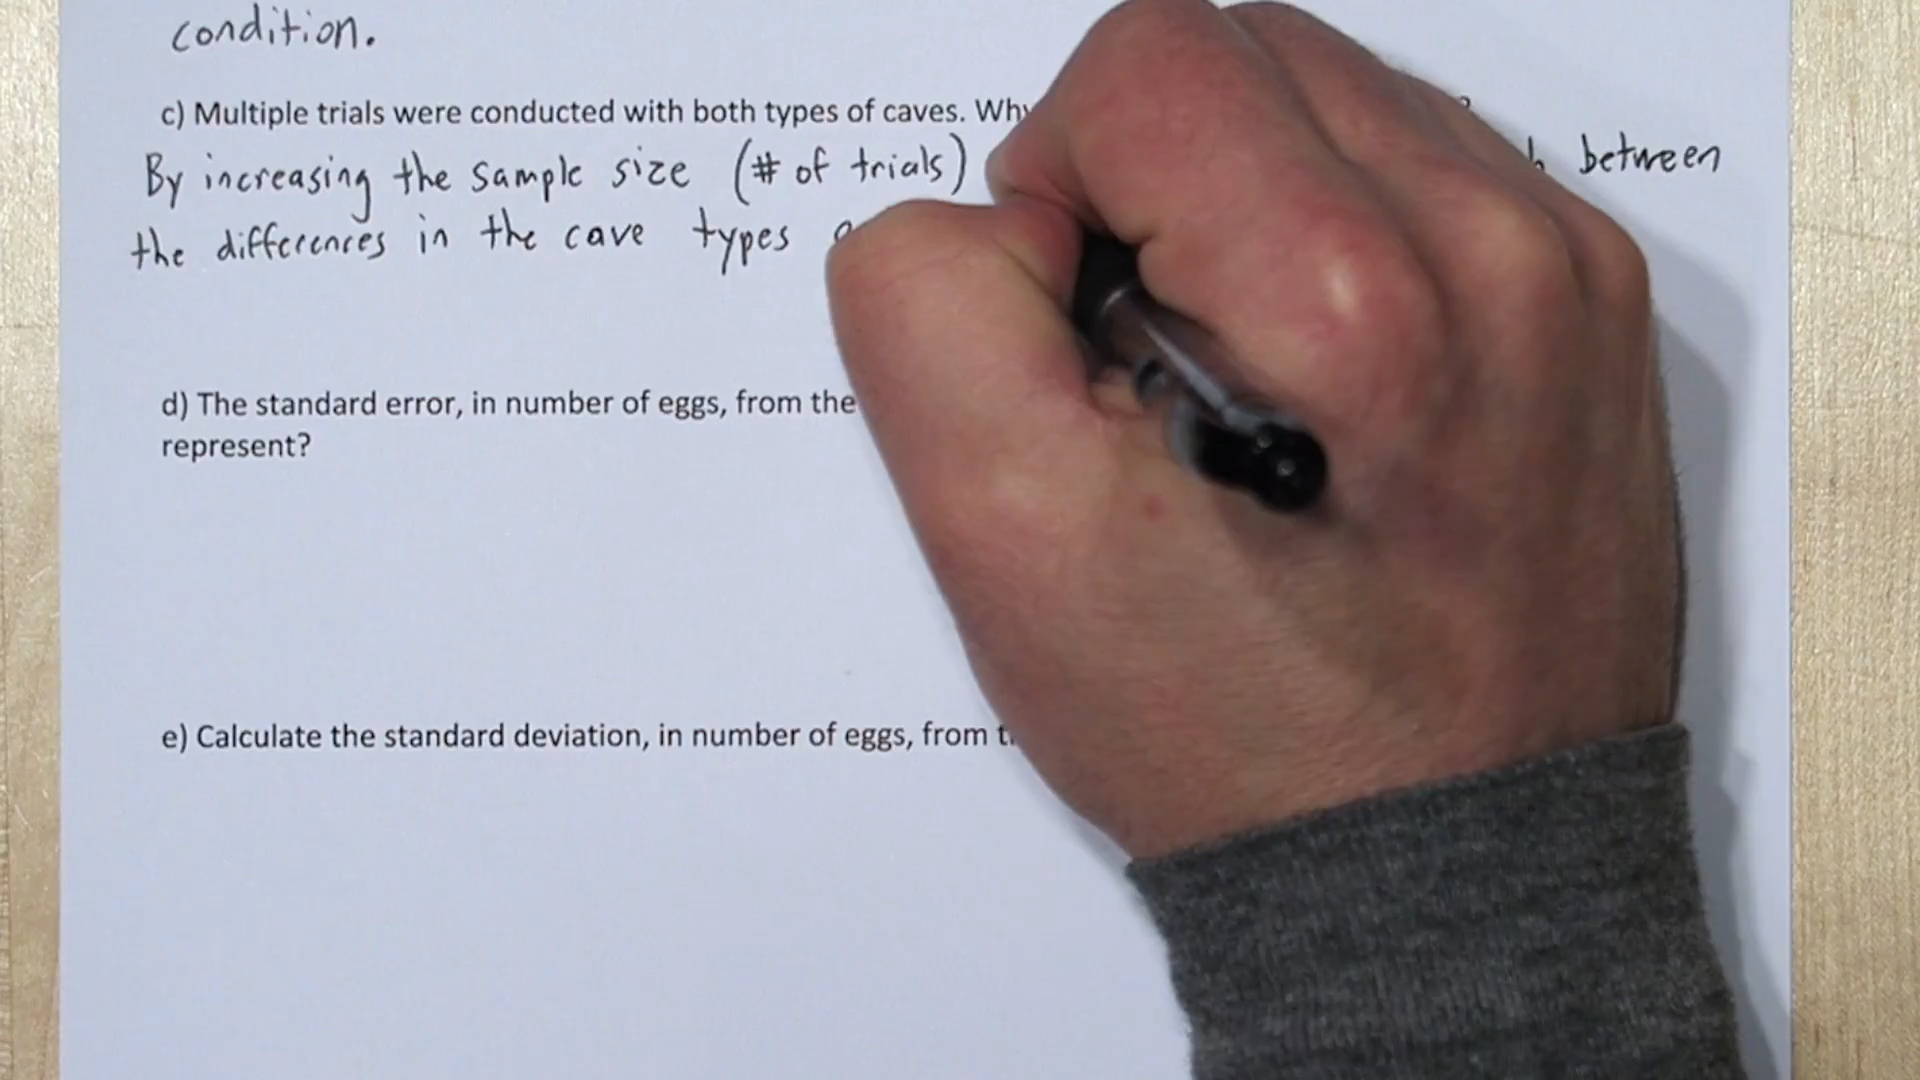 condition.
c) Multiple trials were conducted with both types of caves. Why ?
By increasing the sample size (# of trials) between
the differences in the cave types
d) The standard error, in number of eggs, from the
represent?
e) Calculate the standard deviation, in number of eggs, from